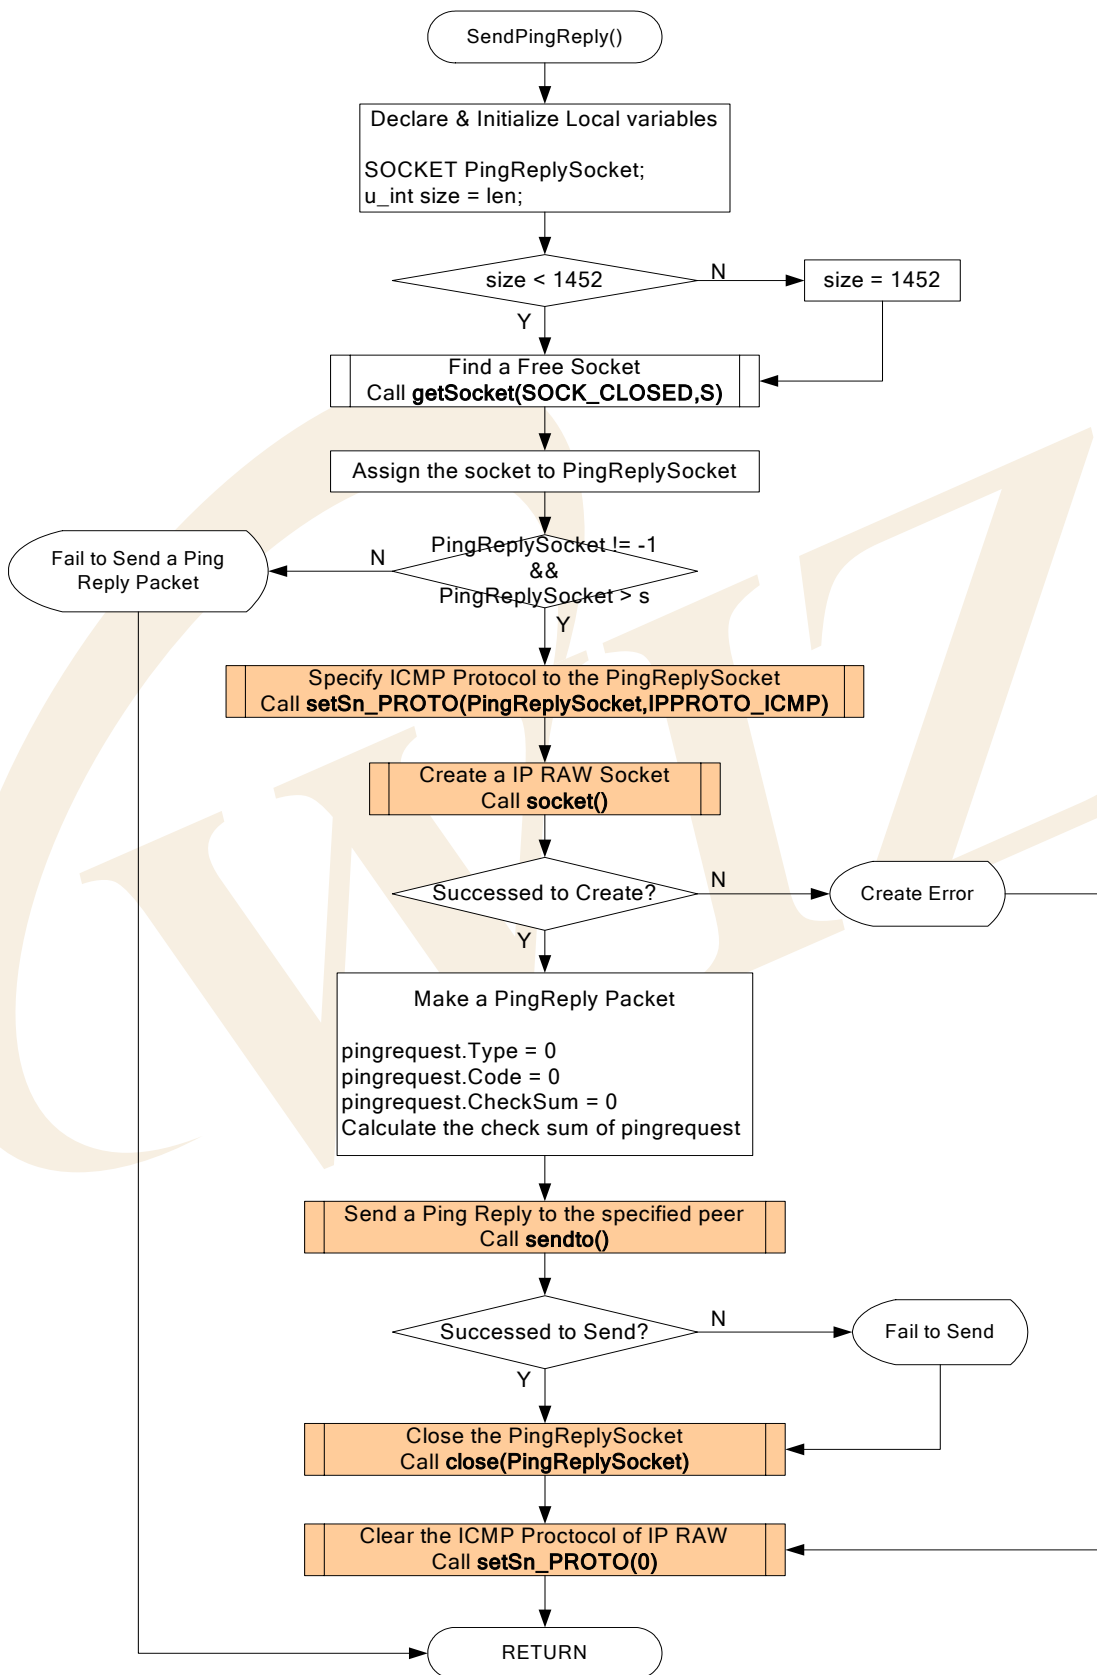 SendPingReply()
Declare & Initialize Local variables
SOCKET PingReplySocket;
u_int size = len;
size < 1452
N
size = 1452
Y
Find a Free Socket
Call getSocket(SOCK_CLOSED,S)
Assign the socket to PingReplySocket
PingReplySocket != -1
&&
PingReplySocket > s
N
Fail to Send a Ping
Reply Packet
Y
Specify ICMP Protocol to the PingReplySocket
Call setSn_PROTO(PingReplySocket,IPPROTO_ICMP)
Create a IP RAW Socket
Call socket()
Successed to Create?
N
Create Error
Y
Make a PingReply Packet
pingrequest.Type = 0
pingrequest.Code = 0
pingrequest.CheckSum = 0
Calculate the check sum of pingrequest
Send a Ping Reply to the specified peer
Call sendto()
Successed to Send?
N
Fail to Send
Y
Close the PingReplySocket
Call close(PingReplySocket)
Clear the ICMP Proctocol of IP RAW
Call setSn_PROTO(0)
RETURN
WIZ